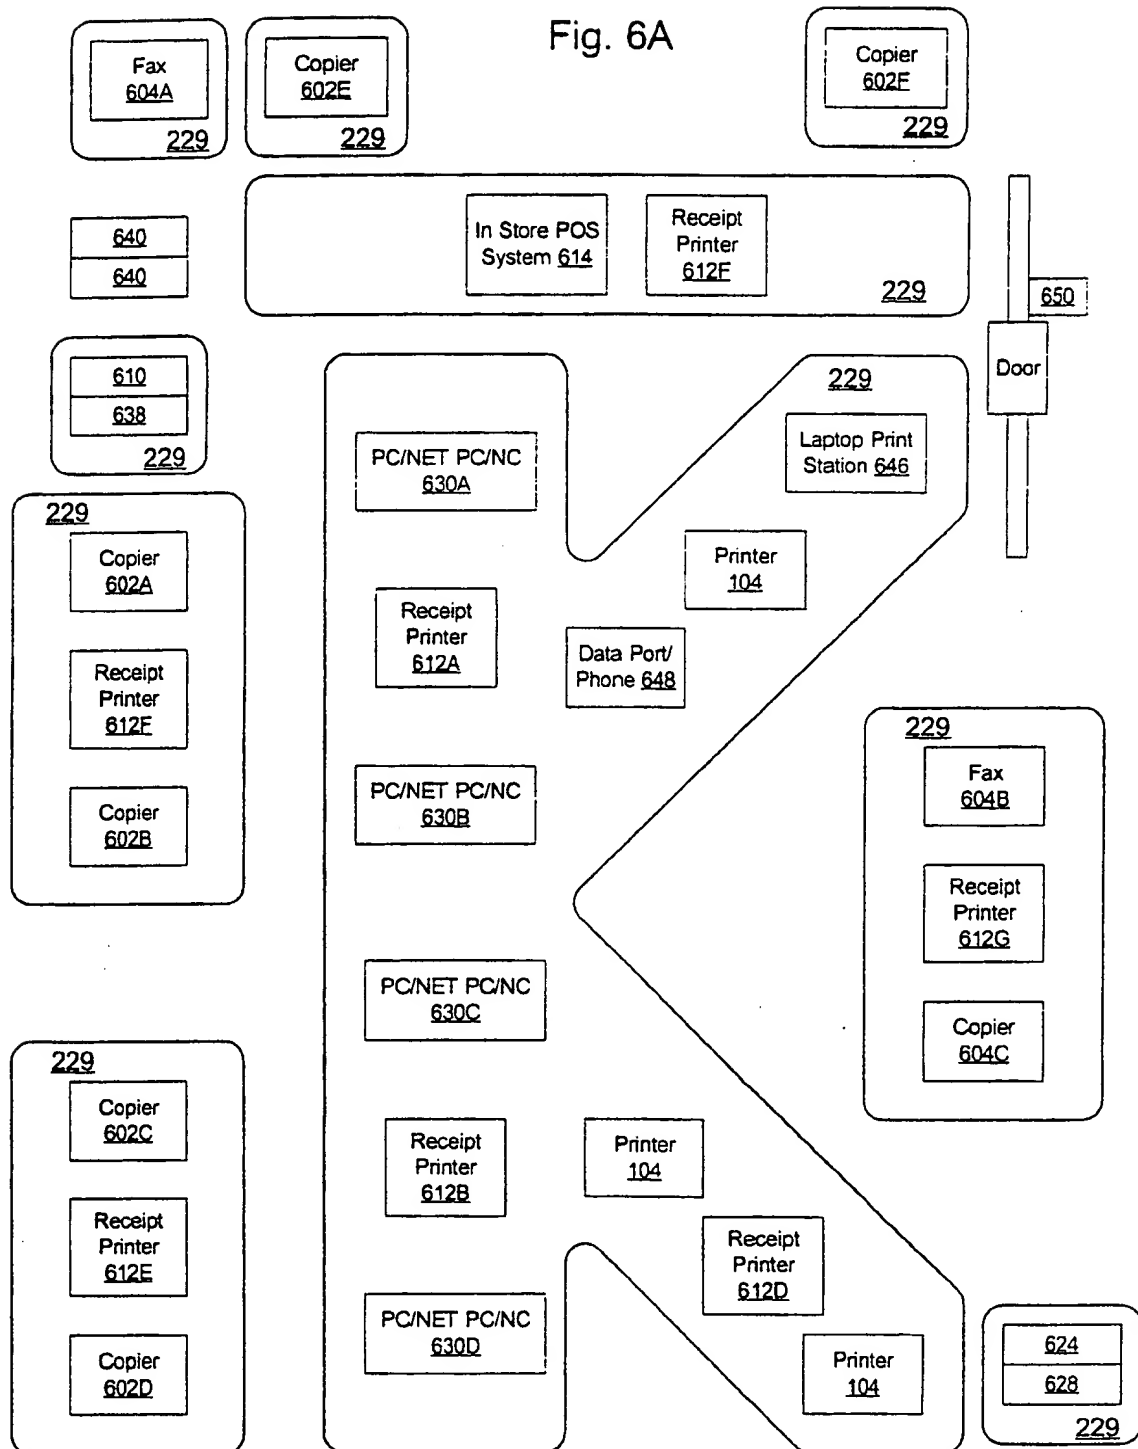 Fig. 6A
Fax
604A
229
Copier
602E
229
Copier
602F
229
640
640
In Store POS
System 614
Receipt
Printer
612F
229
650
Door
610
638
229
229
Copier
602A
Receipt
Printer
612F
Copier
602B
229
Copier
602C
Receipt
Printer
612E
Copier
602D
PC/NET PC/NC
630A
Receipt
Printer
612A
PC/NET PC/NC
630B
PC/NET PC/NC
630C
Receipt
Printer
612B
PC/NET PC/NC
630D
229
Laptop Print
Station 646
Printer
104
Data Port/
Phone 648
Printer
104
Receipt
Printer
612D
Printer
104
229
Fax
604B
Receipt
Printer
612G
Copier
604C
624
628
229